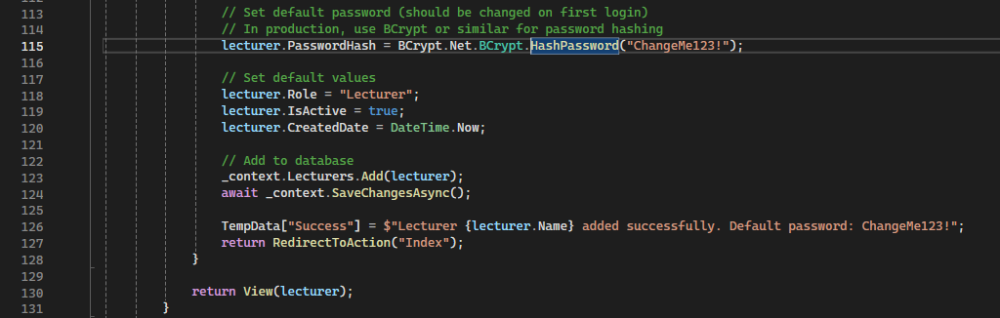 113 // Set default password (should be changed on first login)
114 // In production, use BCrypt or similar for password hashing
115 lecturer.PasswordHash = BCrypt.Net.BCrypt.HashPassword("ChangeMe123!");
116
117 // Set default values
118 lecturer.Role = "Lecturer";
119 lecturer.IsActive = true;
120 lecturer.CreatedDate = DateTime.Now;
121
122 // Add to database
123 _context.Lecturers.Add(lecturer);
124 await _context.SaveChangesAsync();
125
126 TempData["Success"] = $"Lecturer {lecturer.Name} added successfully. Default password: ChangeMe123!";
127 return RedirectToAction("Index");
128 }
129
130 return View(lecturer);
131 }